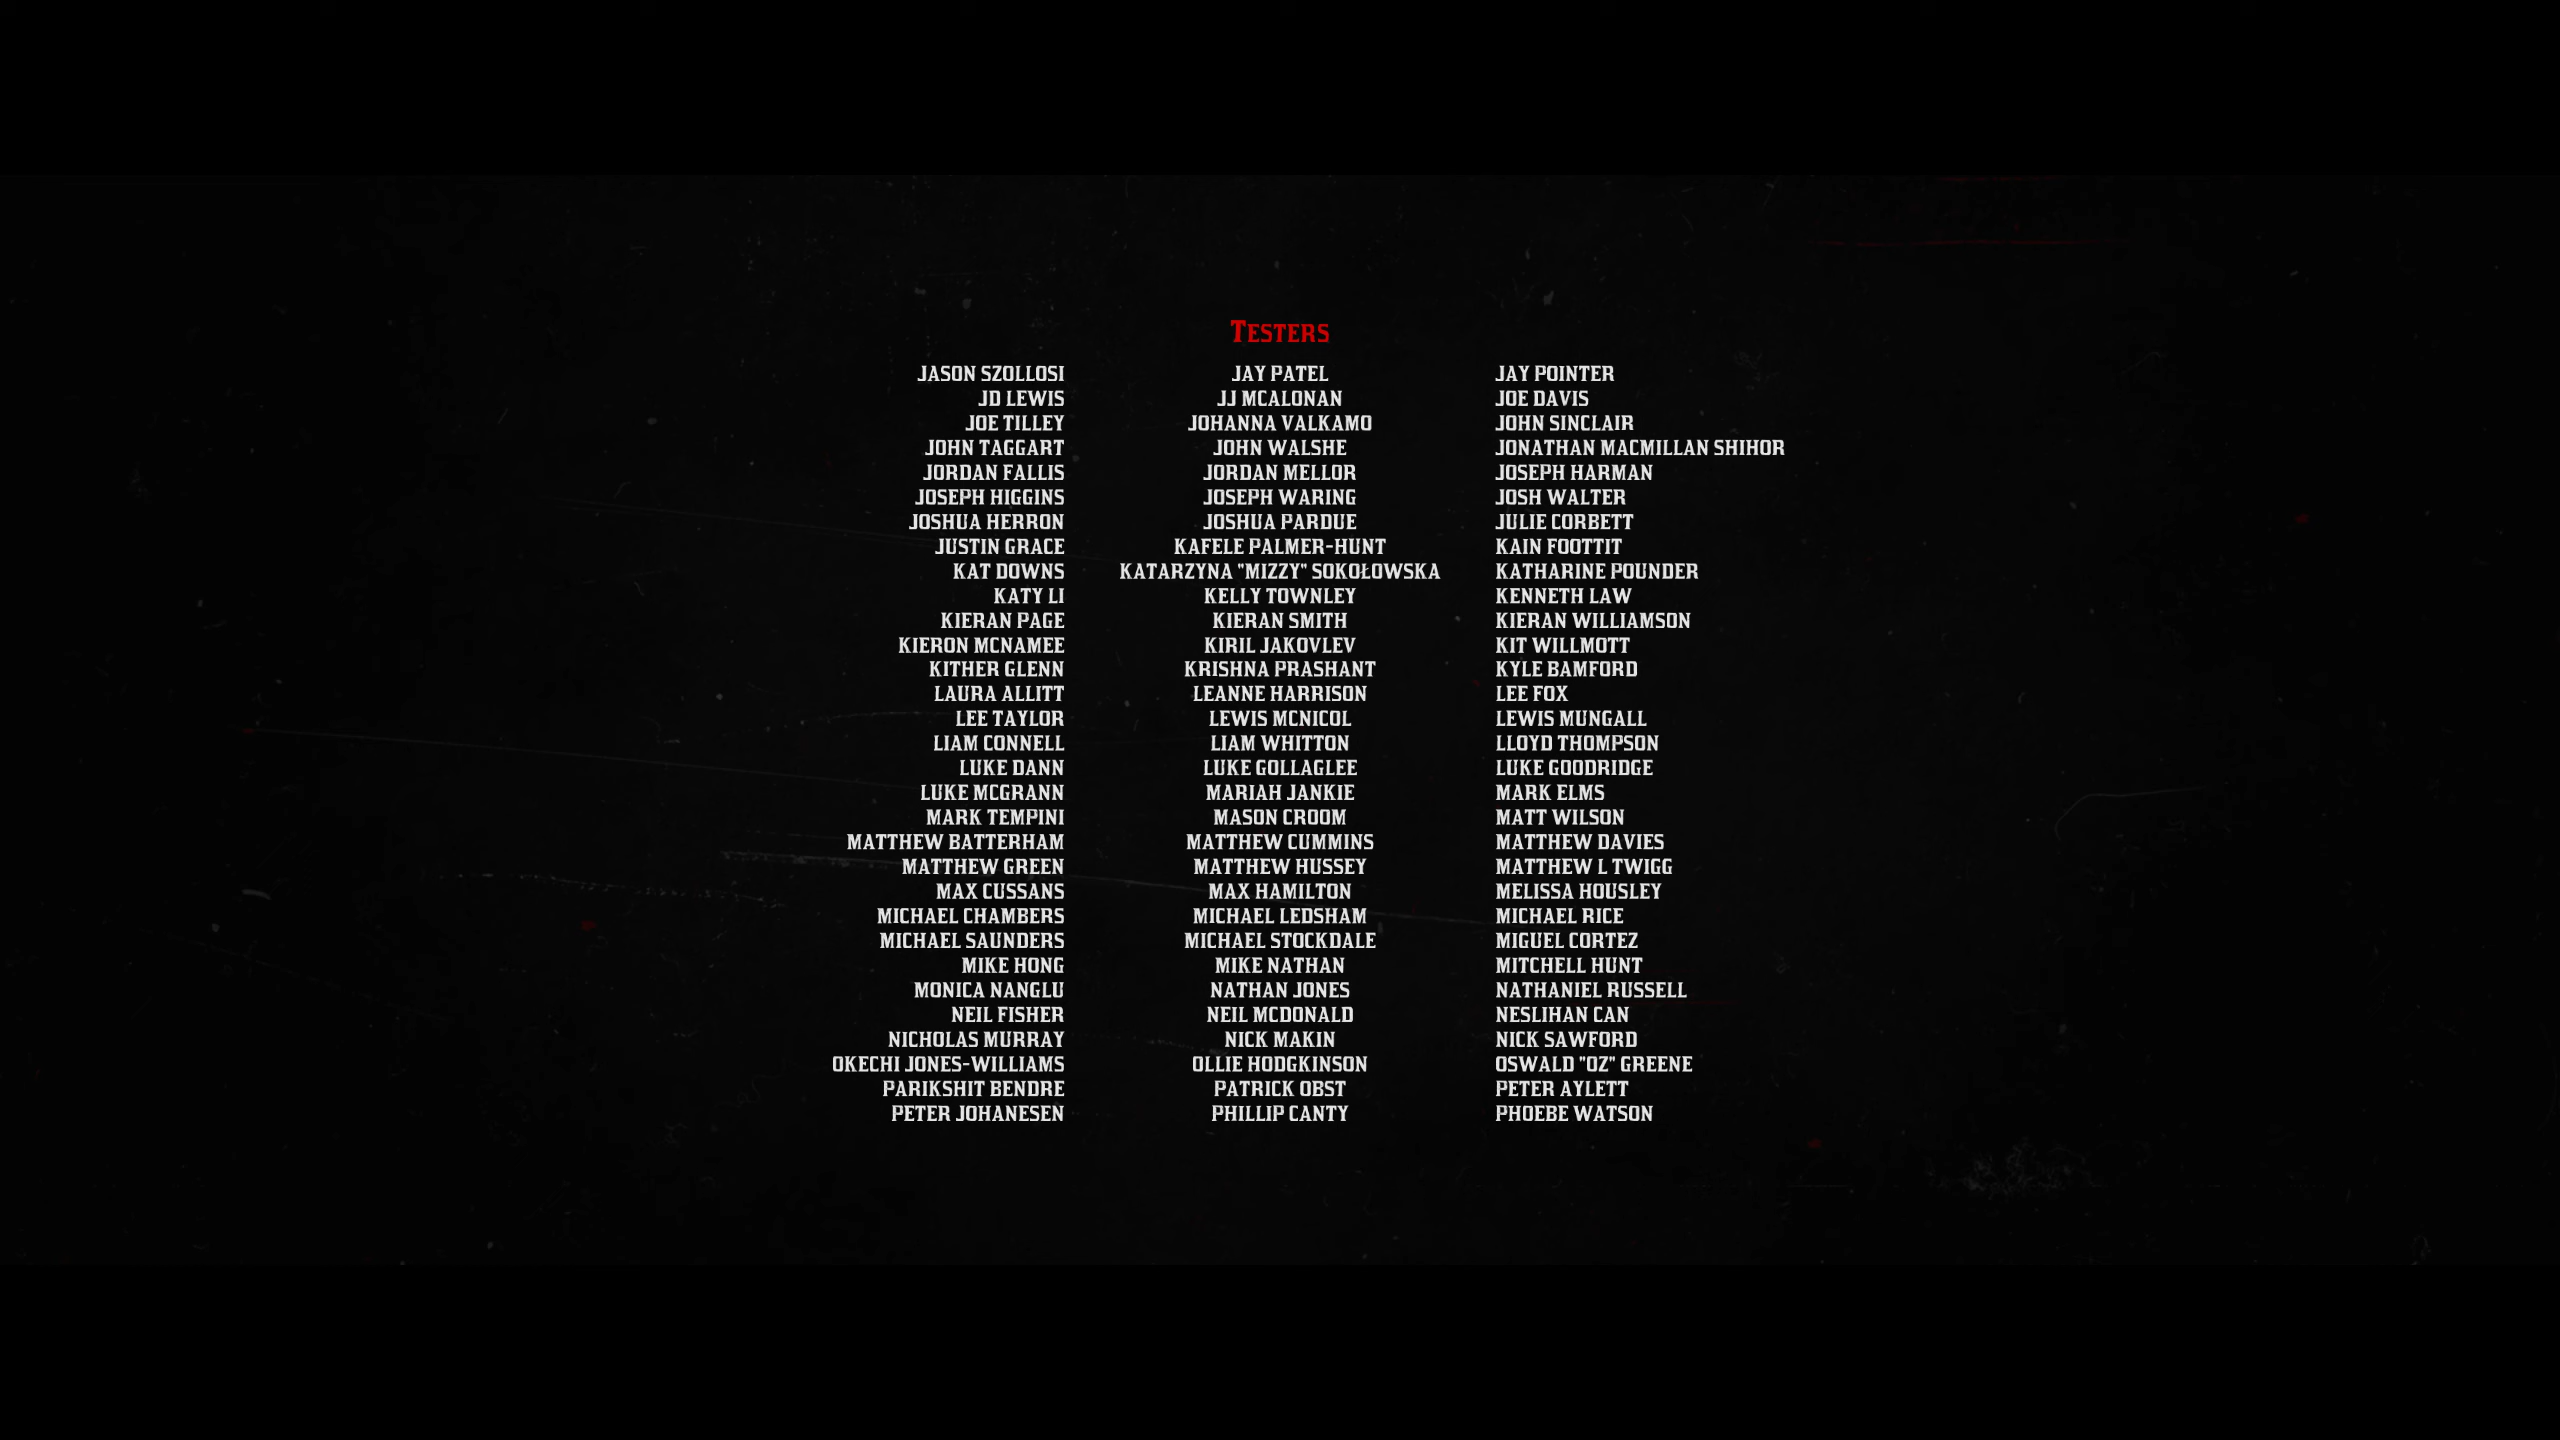 Testers
JASON SZOLLOSI JAY PATEL JAY POINTER
JD LEWIS JJ MCALONAN JOE DAVIS
JOE TILLEY JOHANNA VALKAMO JOHN SINCLAIR
JOHN TAGGART JOHN WALSHE JONATHAN MACMILLAN SHIHOR
JORDAN FALLIS JORDAN MELLOR JOSEPH HARMAN
JOSEPH HIGGINS JOSEPH WARING JOSH WALTER
JOSHUA HERRON JOSHUA PARDUE JULIE CORBETT
JUSTIN GRACE KAFELE PALMER-HUNT KAIN FOOTTIT
KAT DOWNS KATARZYNA "MIZZY" SOKOŁOWSKA KATHARINE POUNDER
KATY LI KELLY TOWNLEY KENNETH LAW
KIERAN PAGE KIERAN SMITH KIERAN WILLIAMSON
KIERON MCNAMEE KIRIL JAKOVLEV KIT WILLMOTT
KITHER GLENN KRISHNA PRASHANT KYLE BAMFORD
LAURA ALLITT LEANNE HARRISON LEE FOX
LEE TAYLOR LEWIS MCNICOL LEWIS MUNGALL
LIAM CONNELL LIAM WHITTON LLOYD THOMPSON
LUKE DANN LUKE GOLLAGLEE LUKE GOODRIDGE
LUKE MCGRANN MARIAH JANKIE MARK ELMS
MARK TEMPINI MASON CROOM MATT WILSON
MATTHEW BATTERHAM MATTHEW CUMMINS MATTHEW DAVIES
MATTHEW GREEN MATTHEW HUSSEY MATTHEW L TWIGG
MAX CUSSANS MAX HAMILTON MELISSA HOUSLEY
MICHAEL CHAMBERS MICHAEL LEDSHAM MICHAEL RICE
MICHAEL SAUNDERS MICHAEL STOCKDALE MIGUEL CORTEZ
MIKE HONG MIKE NATHAN MITCHELL HUNT
MONICA NANGLU NATHAN JONES NATHANIEL RUSSELL
NEIL FISHER NEIL MCDONALD NESLIHAN CAN
NICHOLAS MURRAY NICK MAKIN NICK SAWFORD
OKECHI JONES-WILLIAMS OLLIE HODGKINSON OSWALD "OZ" GREENE
PARIKSHIT BENDRE PATRICK OBST PETER AYLETT
PETER JOHANESEN PHILLIP CANTY PHOEBE WATSON